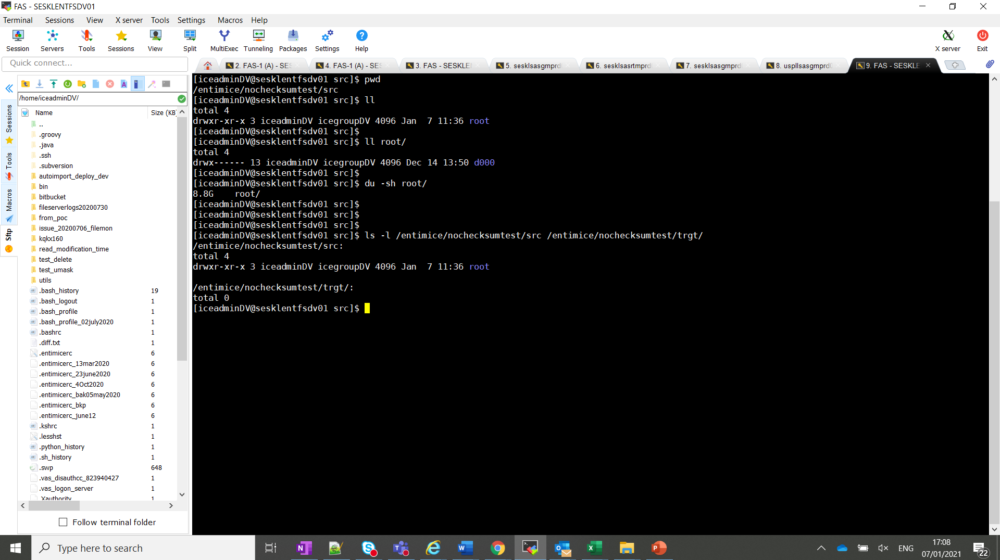 FAS - SESKLENTFSDV01
Terminal Sessions View X server Tools Settings Macros Help
Session Servers Tools Sessions View Split MultiExec Tunneling Packages Settings Help X server Exit
Quick connect...
2. FAS-1 (A) - SES 4. FAS-1 (A) - SES 3. FAS - SESKLE 5. sesklsasgrnprd 6. sesklsasrtmprd 7. sesklsasgrnprd 8. uspllsasgrnprd 9. FAS - SESKLE
/home/iceadminDV/
Name Size (KB)
..
.groovy
.java
.ssh
.subversion
autoimport_deploy_dev
bin
bitbucket
fileserverlogs20200730
from_poc
issue_20200706_filemon
kqkx160
read_modification_time
test_delete
test_umask
utils
.bash_history 19
.bash_logout 1
.bash_profile 1
.bash_profile_02july2020 1
.bashrc 1
.diff.txt 1
.entimicerc 6
.entimicerc_13mar2020 6
.entimicerc_23june2020 6
.entimicerc_4Oct2020 6
.entimicerc_bak05may2020 6
.entimicerc_bkp 6
.entimicerc_june12 6
.kshrc 1
.lesshst 1
.python_history 1
.sh_history 1
.swp 648
.vas_disauthcc_823940427 1
.vas_logon_server 1
.Xauthority 1
Follow terminal folder
Sessions
Tools
Macros
Sftp
[iceadminDV@sesklentfsdv01 src]$ pwd
/entimice/nochecksumtest/src
[iceadminDV@sesklentfsdv01 src]$ ll
total 4
drwxr-xr-x 3 iceadminDV icegroupDV 4096 Jan  7 11:36 root
[iceadminDV@sesklentfsdv01 src]$
[iceadminDV@sesklentfsdv01 src]$ ll root/
total 4
drwx------ 13 iceadminDV icegroupDV 4096 Dec 14 13:50 d000
[iceadminDV@sesklentfsdv01 src]$
[iceadminDV@sesklentfsdv01 src]$ du -sh root/
8.8G    root/
[iceadminDV@sesklentfsdv01 src]$
[iceadminDV@sesklentfsdv01 src]$
[iceadminDV@sesklentfsdv01 src]$
[iceadminDV@sesklentfsdv01 src]$ ls -l /entimice/nochecksumtest/src /entimice/nochecksumtest/trgt/
/entimice/nochecksumtest/src:
total 4
drwxr-xr-x 3 iceadminDV icegroupDV 4096 Jan  7 11:36 root
/entimice/nochecksumtest/trgt/:
total 0
[iceadminDV@sesklentfsdv01 src]$
Type here to search
ENG
17:08
07/01/2021
22